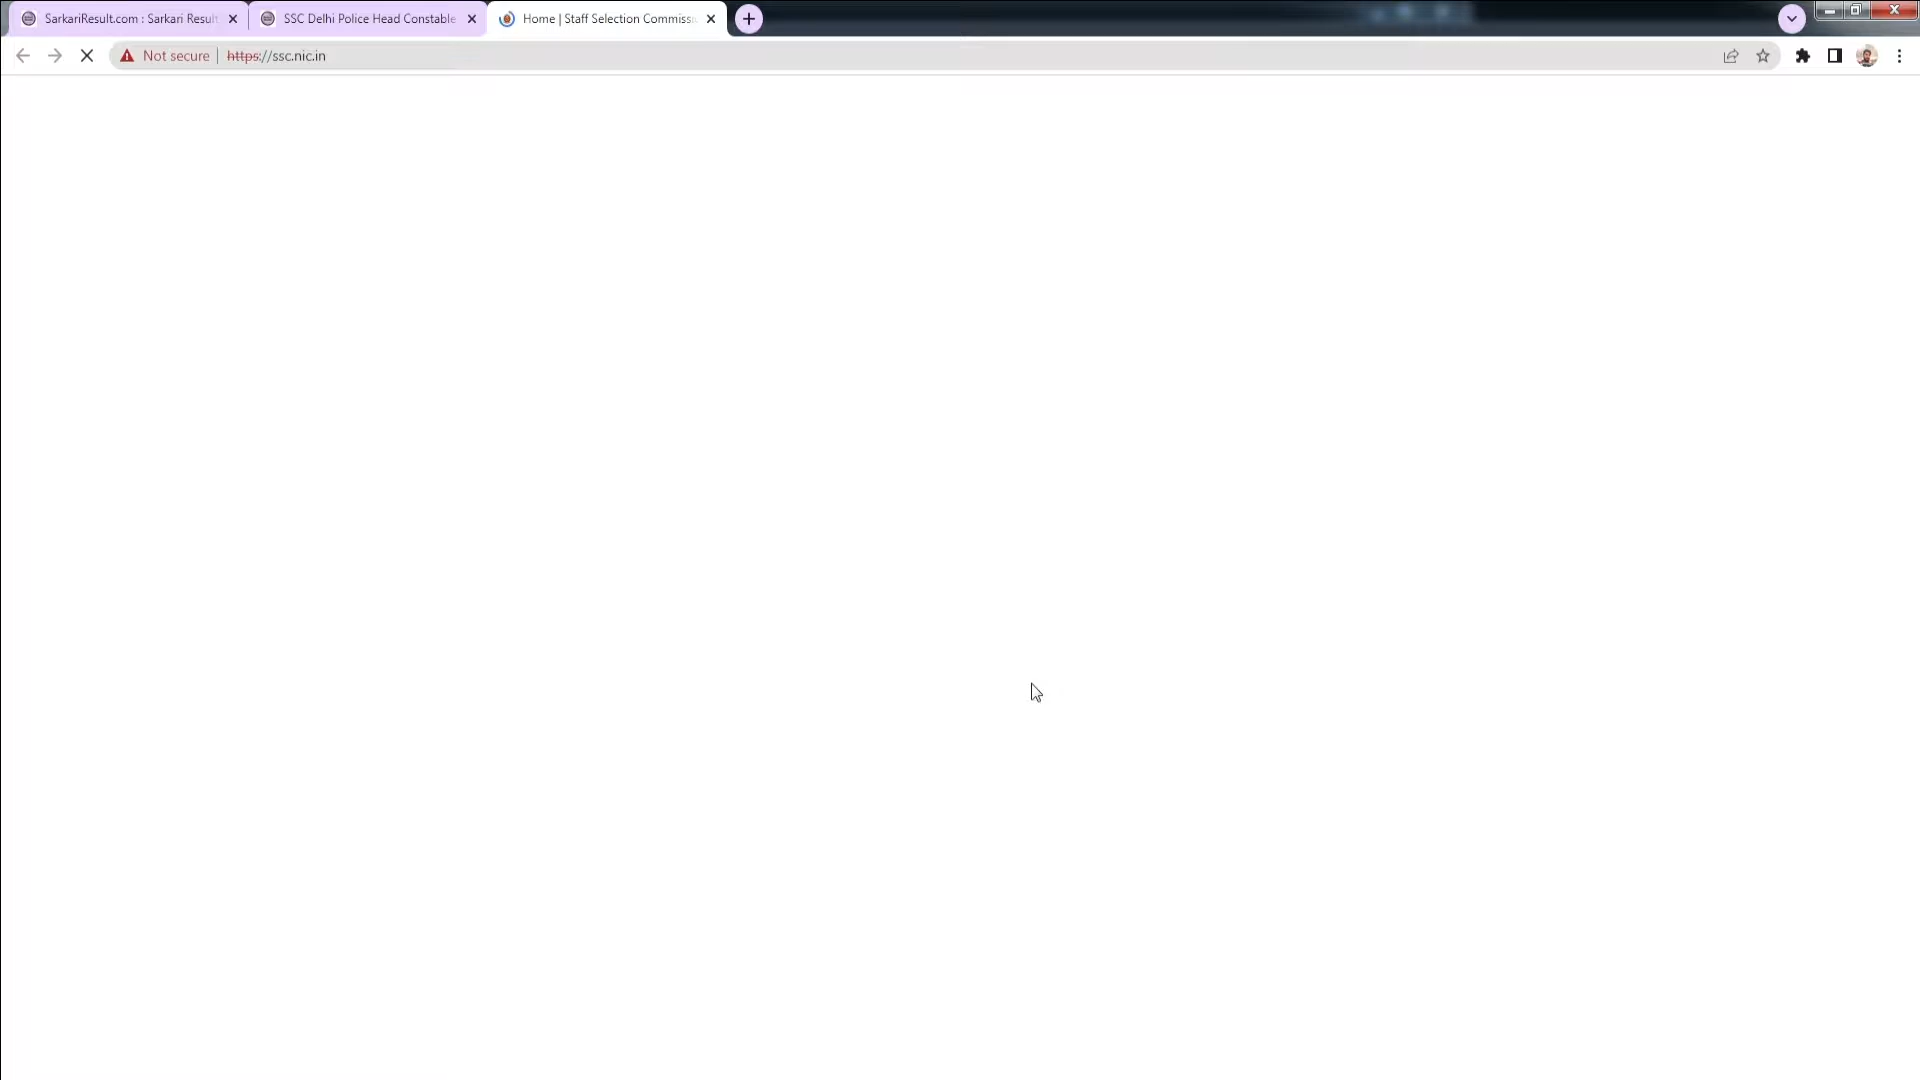 SarkariResult.com : Sarkari Result
SSC Delhi Police Head Constable
Home | Staff Selection Commissi
Not secure
https://ssc.nic.in